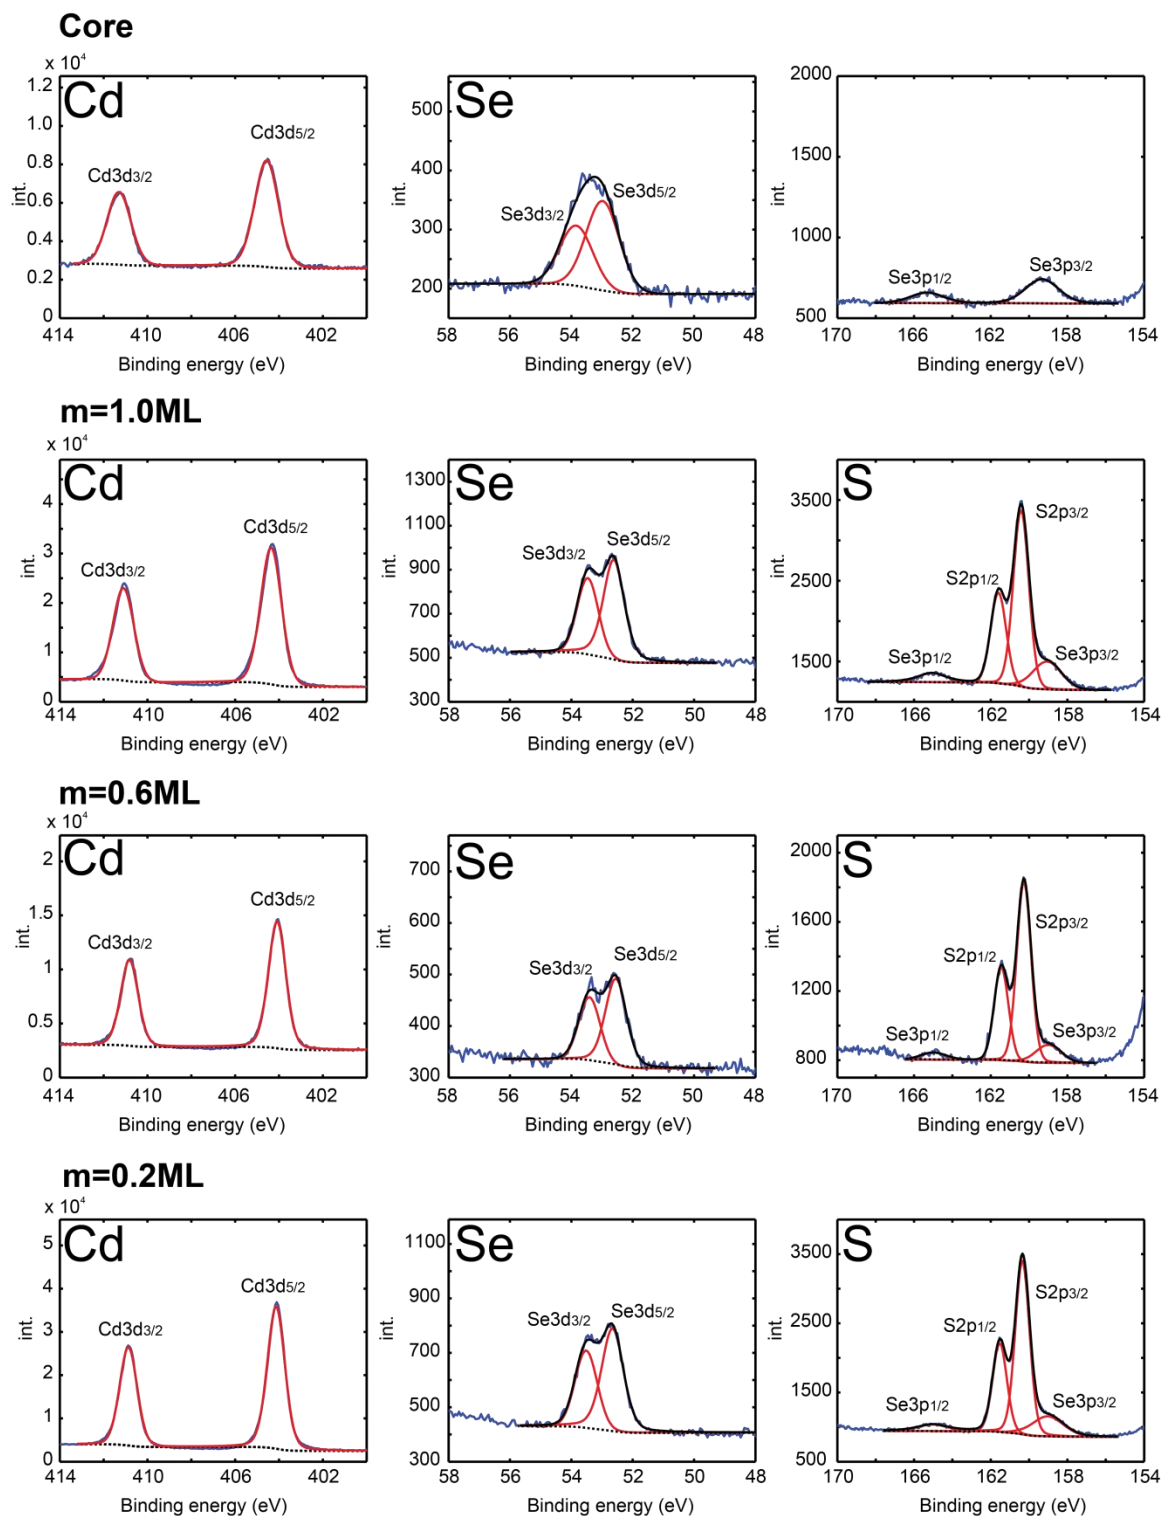 Core
x 10⁴
Cd
Cd3d3/2
Cd3d5/2
1.2
1.0
0.8
0.6
0.4
0.2
0
int.
414 410 406 402
Binding energy (eV)
Se
Se3d3/2
Se3d5/2
500
400
300
200
int.
58 56 54 52 50 48
Binding energy (eV)
Se3p1/2
Se3p3/2
2000
1500
1000
500
int.
170 166 162 158 154
Binding energy (eV)
m=1.0ML
x 10⁴
Cd
Cd3d3/2
Cd3d5/2
4
3
2
1
0
int.
414 410 406 402
Binding energy (eV)
Se
Se3d3/2
Se3d5/2
1300
1100
900
700
500
300
int.
58 56 54 52 50 48
Binding energy (eV)
S
S2p3/2
S2p1/2
Se3p1/2
Se3p3/2
3500
2500
1500
int.
170 166 162 158 154
Binding energy (eV)
m=0.6ML
x 10⁴
Cd
Cd3d3/2
Cd3d5/2
2
1.5
1
0.5
0
int.
414 410 406 402
Binding energy (eV)
Se
Se3d3/2
Se3d5/2
700
600
500
400
300
int.
58 56 54 52 50 48
Binding energy (eV)
S
S2p3/2
S2p1/2
Se3p1/2
Se3p3/2
2000
1600
1200
800
int.
170 166 162 158 154
Binding energy (eV)
m=0.2ML
x 10⁴
Cd
Cd3d3/2
Cd3d5/2
5
4
3
2
1
0
int.
414 410 406 402
Binding energy (eV)
Se
Se3d3/2
Se3d5/2
1100
900
700
500
300
int.
58 56 54 52 50 48
Binding energy (eV)
S
S2p3/2
S2p1/2
Se3p1/2
Se3p3/2
3500
2500
1500
500
int.
170 166 162 158 154
Binding energy (eV)